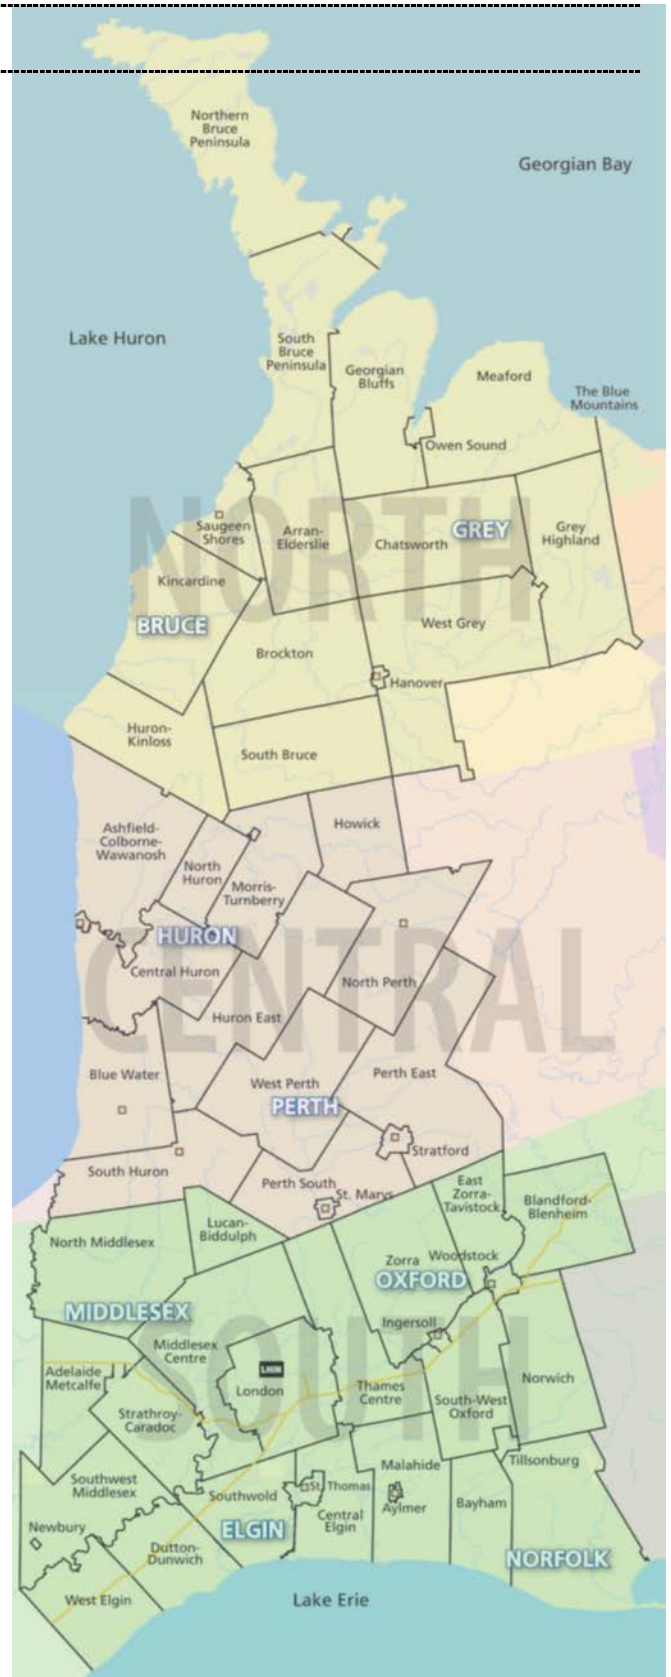 Northern
Bruce
Peninsula
Georgian Bay
Lake Huron
South
Bruce
Peninsula
Georgian
Bluffs
Meaford
The Blue
Mountains
Owen Sound
NORTH
Saugeen
Shores
Arran-
Elderslie
Chatsworth
GREY
Grey
Highland
Kincardine
BRUCE
West Grey
Brockton
Hanover
Huron-
Kinloss
South Bruce
Ashfield-
Colborne-
Wawanosh
Howick
North
Huron
Morris-
Turnberry
HURON
CENTRAL
Central Huron
North Perth
Huron East
Blue Water
West Perth
Perth East
PERTH
Stratford
South Huron
Perth South
St. Marys
East
Zorra-
Tavistock
Blandford-
Blenheim
Lucan-
Biddulph
North Middlesex
Zorra
Woodstock
OXFORD
MIDDLESEX
Ingersoll
SOUTH
Middlesex
Centre
LHIN
London
Adelaide
Metcalfe
Thames
Centre
Norwich
South-West
Oxford
Strathroy-
Caradoc
Tillsonburg
Malahide
Southwest
Middlesex
Southwold
St. Thomas
Aylmer
Bayham
Central
Elgin
Newbury
ELGIN
Dutton-
Dunwich
NORFOLK
West Elgin
Lake Erie